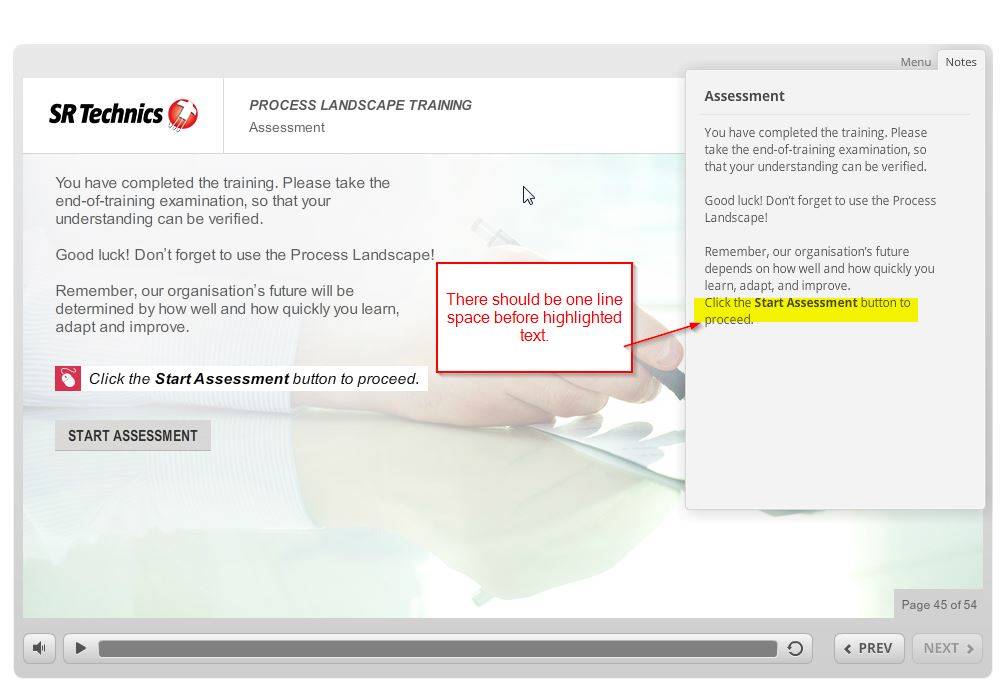 Menu
Notes
SR Technics
PROCESS LANDSCAPE TRAINING
Assessment
You have completed the training. Please take the
end-of-training examination, so that your
understanding can be verified.
Good luck! Don’t forget to use the Process Landscape!
Remember, our organisation’s future will be
determined by how well and how quickly you learn,
adapt and improve.
Click the Start Assessment button to proceed.
START ASSESSMENT
There should be one line
space before highlighted
text.
Assessment
You have completed the training. Please
take the end-of-training examination, so
that your understanding can be verified.
Good luck! Don’t forget to use the Process
Landscape!
Remember, our organisation’s future
depends on how well and how quickly you
learn, adapt, and improve.
Click the Start Assessment button to
proceed.
Page 45 of 54
PREV
NEXT